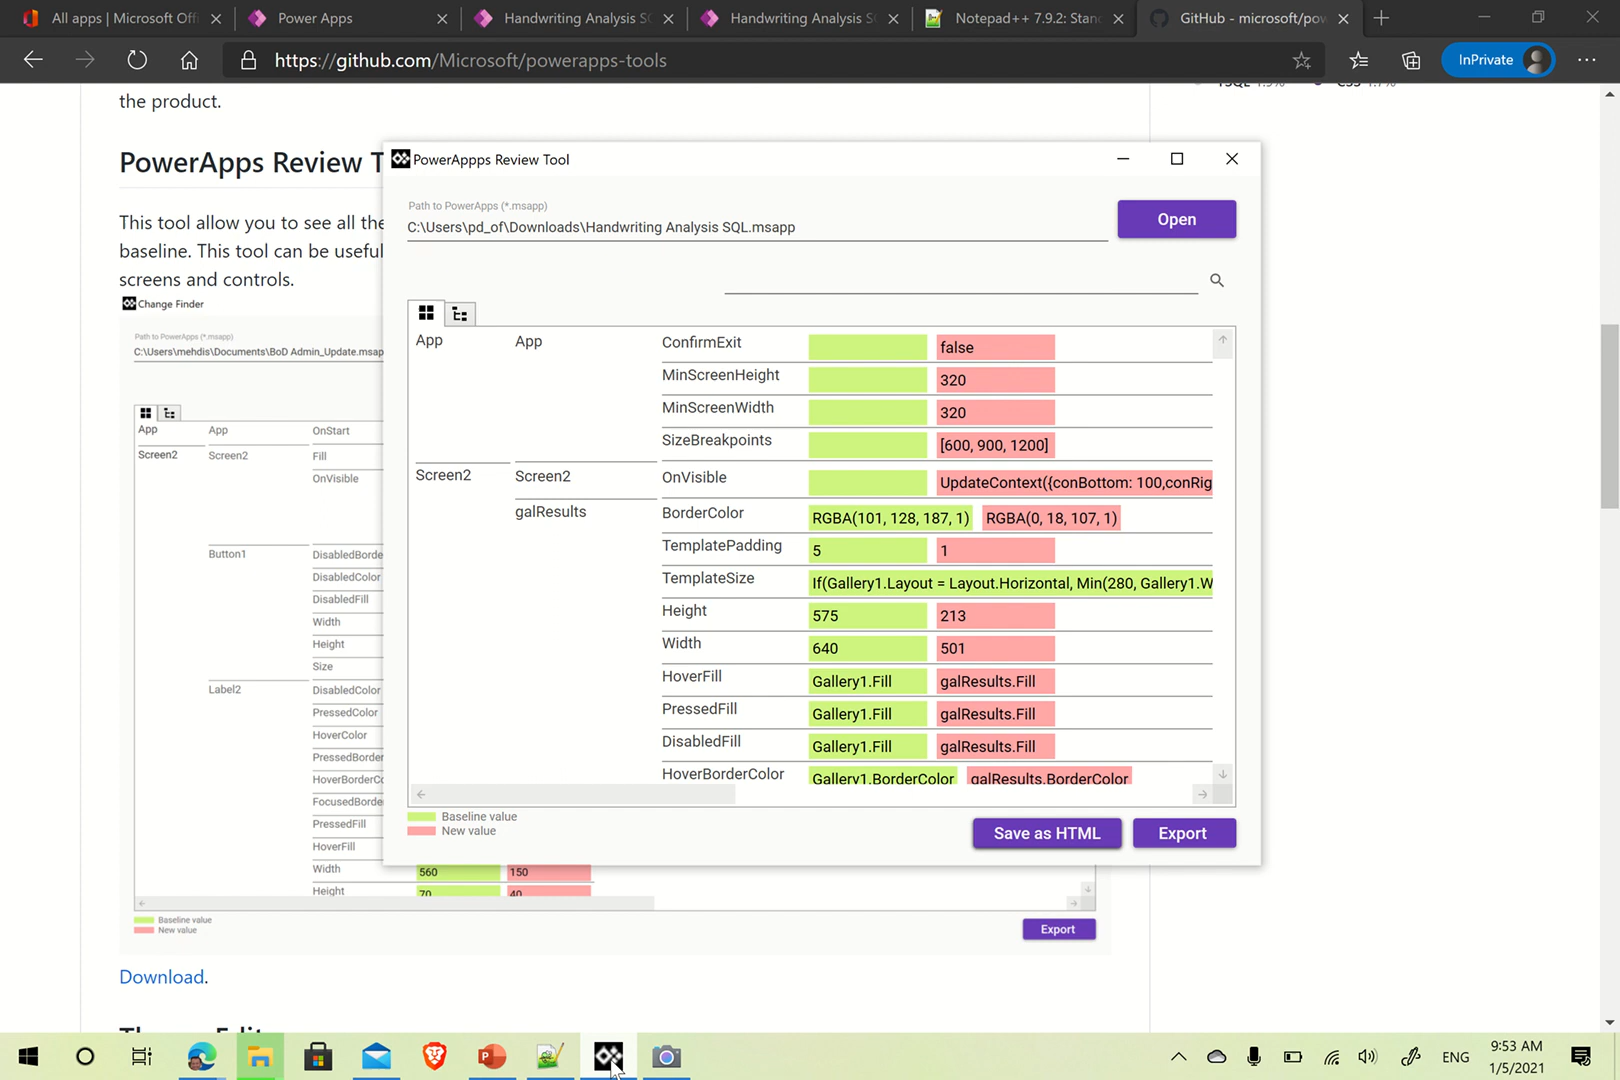 All apps | Microsoft Offi
Power Apps
Handwriting Analysis SC
Handwriting Analysis SC
Notepad++ 7.9.2: Stanc
GitHub - microsoft/pow
https://github.com/Microsoft/powerapps-tools
InPrivate
the product.
PowerApps Review T
This tool allow you to see all the
baseline. This tool can be useful
screens and controls.
Change Finder
Path to PowerApps (*.msapp)
C:\Users\mehdis\Documents\BoD Admin_Update.msapp
App
App
OnStart
Screen2
Screen2
Fill
OnVisible
Button1
DisabledBorde
DisabledColor
DisabledFill
Width
Height
Size
Label2
DisabledColor
PressedColor
HoverColor
PressedBorder
HoverBorderCo
FocusedBorder
PressedFill
HoverFill
Width
560
150
Height
70
40
Baseline value
New value
Export
Download.
PowerAppps Review Tool
Path to PowerApps (*.msapp)
C:\Users\pd_of\Downloads\Handwriting Analysis SQL.msapp
Open
App
App
ConfirmExit
false
MinScreenHeight
320
MinScreenWidth
320
SizeBreakpoints
[600, 900, 1200]
Screen2
Screen2
OnVisible
UpdateContext({conBottom: 100,conRig
galResults
BorderColor
RGBA(101, 128, 187, 1)
RGBA(0, 18, 107, 1)
TemplatePadding
5
1
TemplateSize
If(Gallery1.Layout = Layout.Horizontal, Min(280, Gallery1.W
Height
575
213
Width
640
501
HoverFill
Gallery1.Fill
galResults.Fill
PressedFill
Gallery1.Fill
galResults.Fill
DisabledFill
Gallery1.Fill
galResults.Fill
HoverBorderColor
Gallery1.BorderColor
galResults.BorderColor
Baseline value
New value
Save as HTML
Export
ENG
9:53 AM
1/5/2021